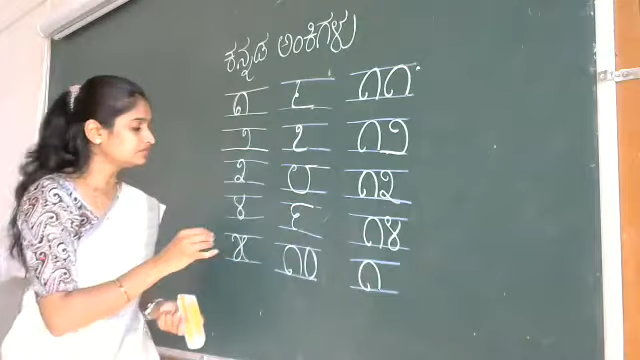 ಕನ್ನಡ ಅಂಕಿಗಳು
೧ ೬ ೧೧
೨ ೭ ೧೨
೩ ೮ ೧೩
೪ ೯ ೧೪
೫ ೧೦ ೧